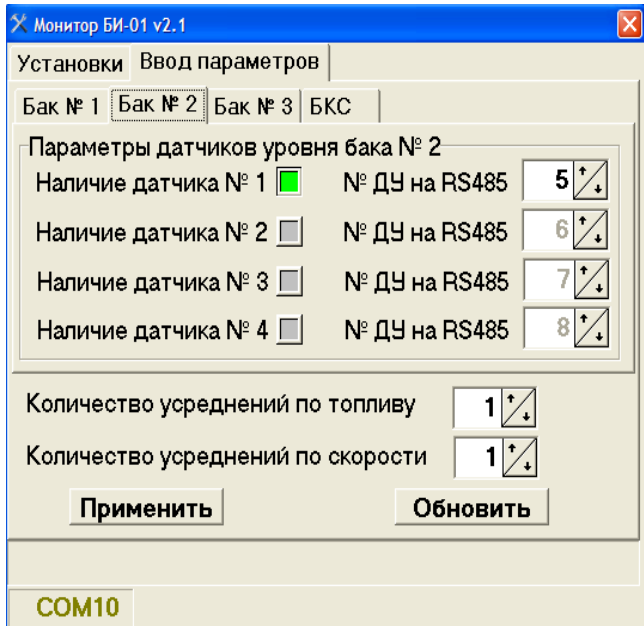 Монитор БИ-01 v2.1
Установки Ввод параметров
Бак № 1 Бак № 2 Бак № 3 БКС
Параметры датчиков уровня бака № 2
Наличие датчика № 1 № ДУ на RS485 5
Наличие датчика № 2 № ДУ на RS485 6
Наличие датчика № 3 № ДУ на RS485 7
Наличие датчика № 4 № ДУ на RS485 8
Количество усреднений по топливу 1
Количество усреднений по скорости 1
Применить Обновить
COM10